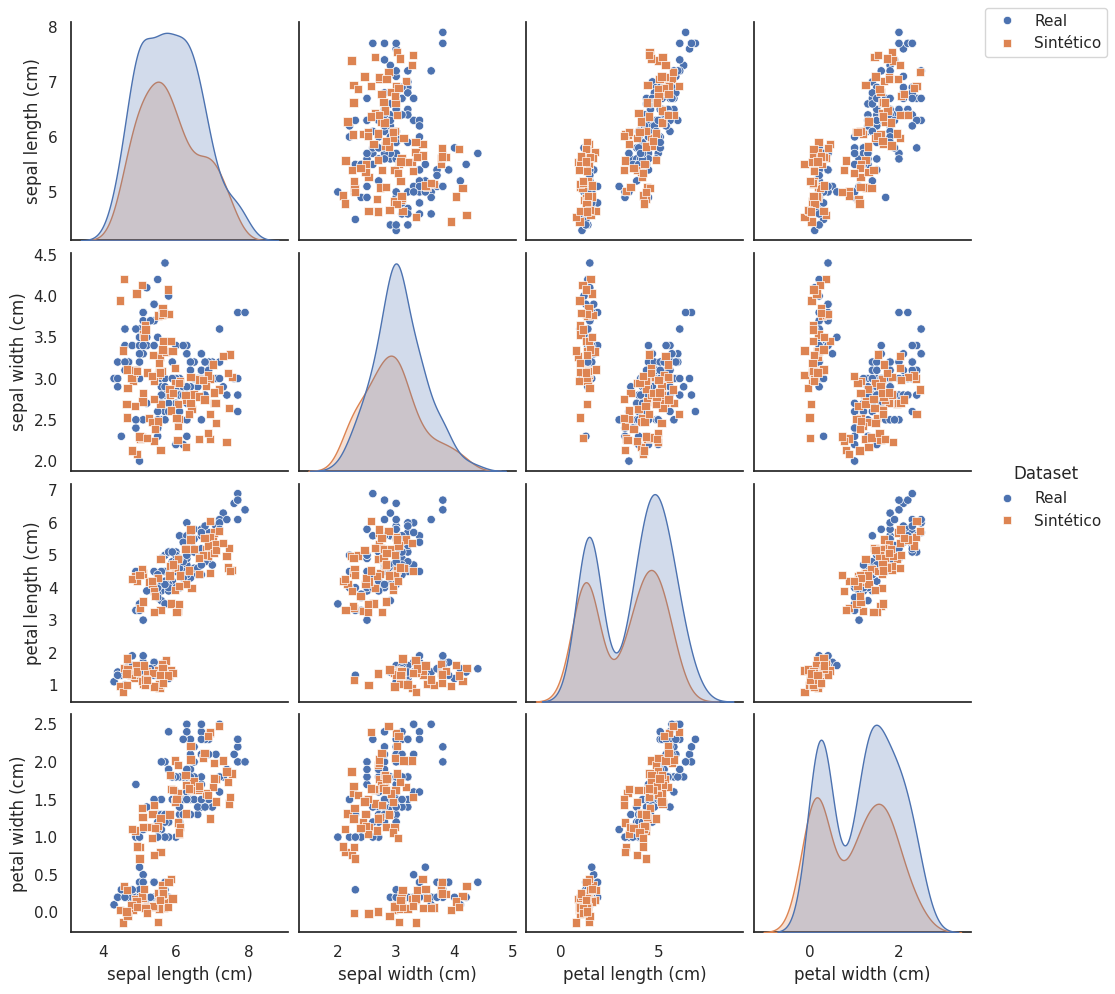 Real
Sintético
8
7
6
5
sepal length (cm)
4.5
4.0
3.5
3.0
2.5
2.0
sepal width (cm)
Dataset
Real
Sintético
7
6
5
4
3
2
1
petal length (cm)
2.5
2.0
1.5
1.0
0.5
0.0
petal width (cm)
4 6 8 2 3 4 5 0 5 0 2
sepal length (cm) sepal width (cm) petal length (cm) petal width (cm)